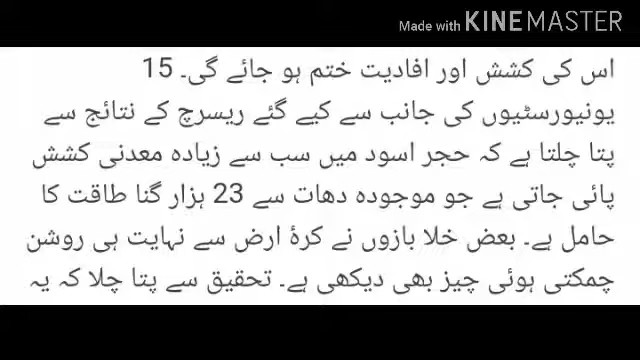 Made with KINEMASTER
اس کی کشش اور افادیت ختم ہو جائے گی۔ 15
یونیورسٹیوں کی جانب سے کیے گئے ریسرچ کے نتائج سے
پتا چلتا ہے کہ حجر اسود میں سب سے زیادہ معدنی کشش
پائی جاتی ہے جو موجودہ دھات سے 23 ہزار گنا طاقت کا
حامل ہے۔ بعض خلا بازوں نے کرۂ ارض سے نہایت ہی روشن
چمکتی ہوئی چیز بھی دیکھی ہے۔ تحقیق سے پتا چلا کہ یہ